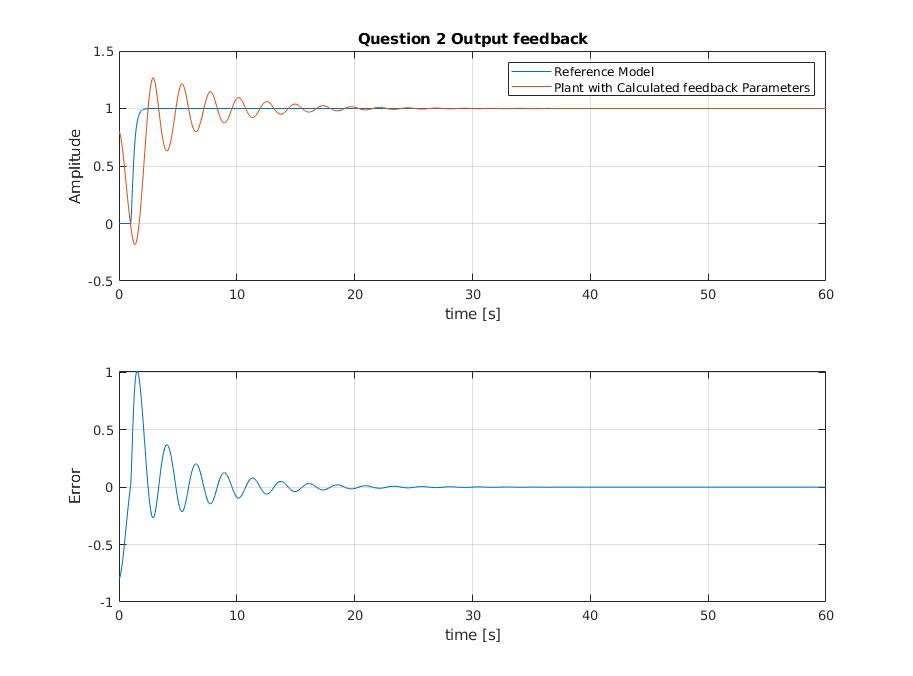 Question 2 Output feedback
1.5
1
0.5
0
-0.5
Amplitude
Reference Model
Plant with Calculated feedback Parameters
0 10 20 30 40 50 60
time [s]
1
0.5
0
-0.5
-1
Error
0 10 20 30 40 50 60
time [s]